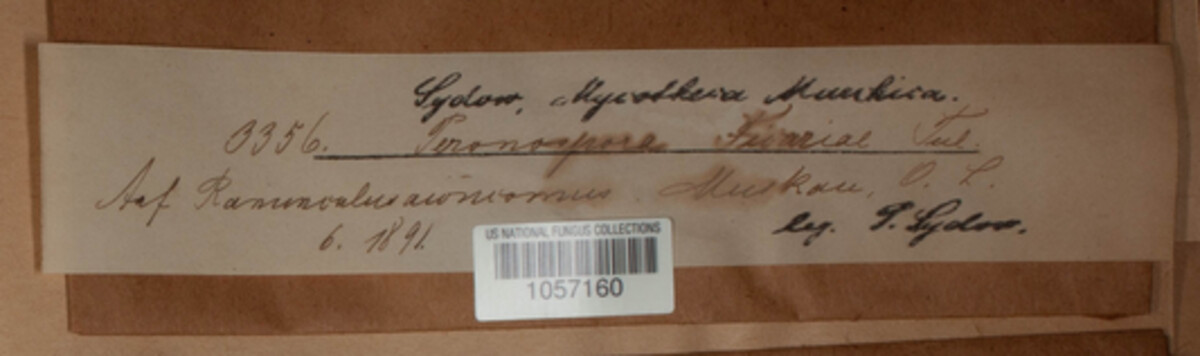 Sydow, Mycotheca Marchica.
3356. Peronospora Ficariae Tul.
Auf Ranunculus auricomus. Muskau, O. L.
6. 1891.
leg. P. Sydow.
US NATIONAL FUNGUS COLLECTIONS
1057160